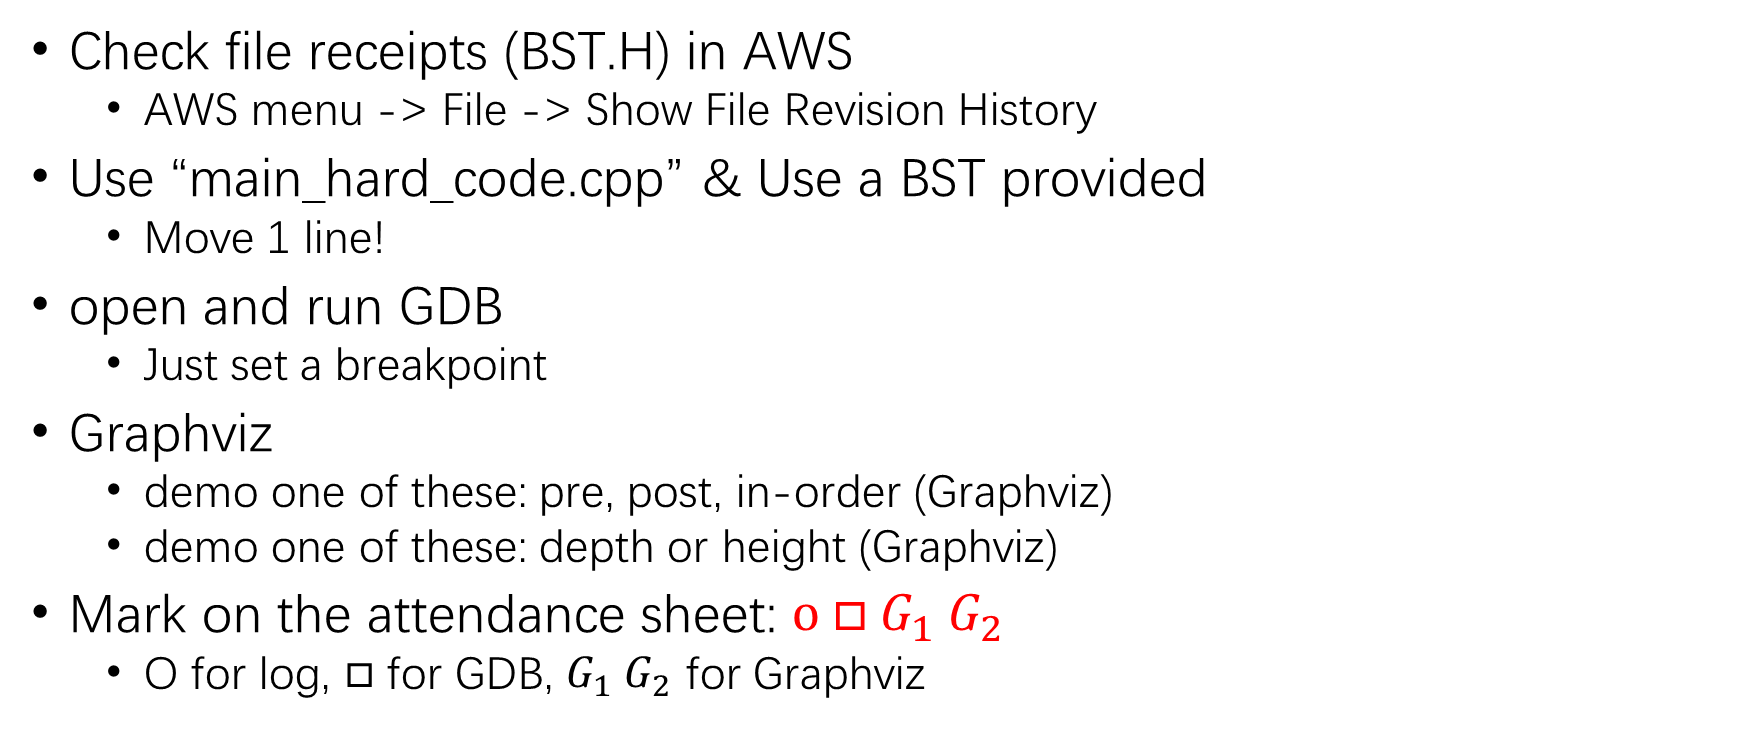 • Check file receipts (BST.H) in AWS
• AWS menu -> File -> Show File Revision History
• Use “main_hard_code.cpp” & Use a BST provided
• Move 1 line!
• open and run GDB
• Just set a breakpoint
• Graphviz
• demo one of these: pre, post, in-order (Graphviz)
• demo one of these: depth or height (Graphviz)
• Mark on the attendance sheet: o □ G₁ G₂
• O for log, □ for GDB, G₁ G₂ for Graphviz